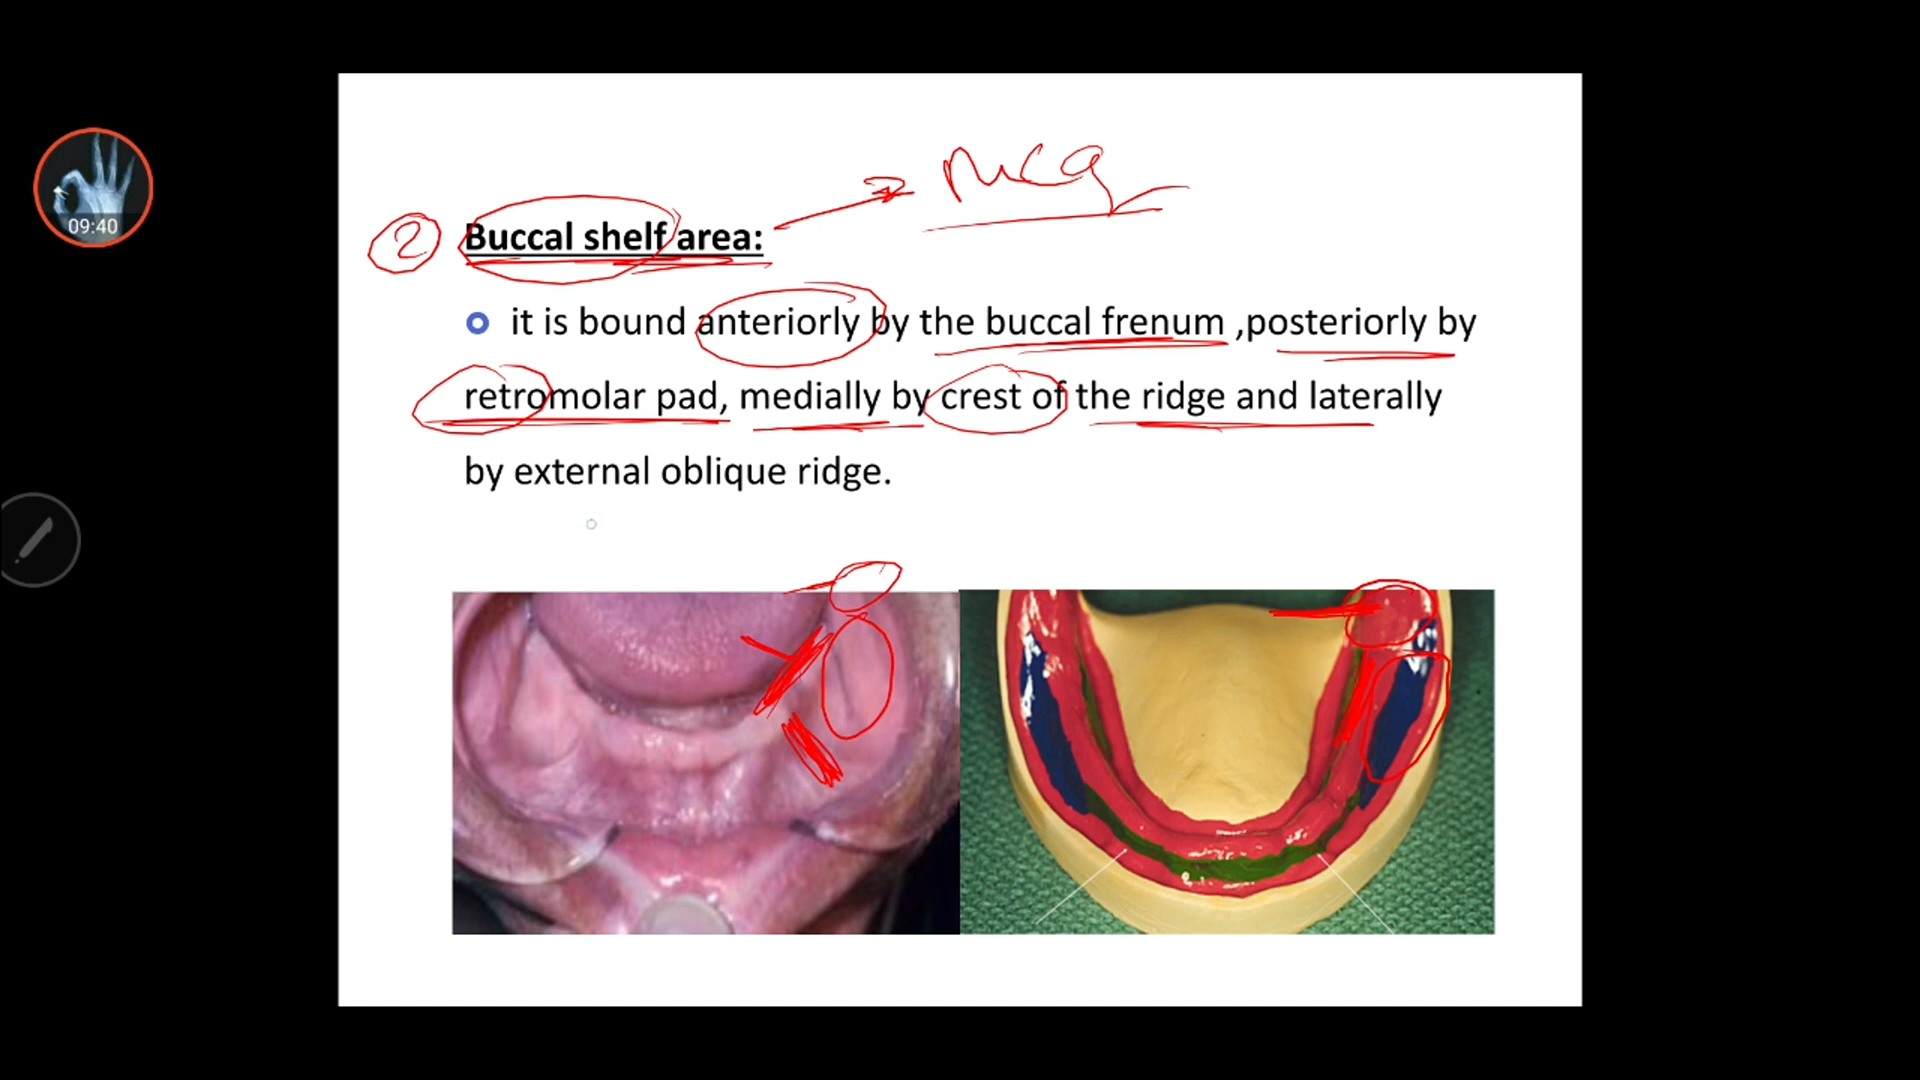 09:40
MCQ
2 Buccal shelf area:
it is bound anteriorly by the buccal frenum ,posteriorly by
retromolar pad, medially by crest of the ridge and laterally
by external oblique ridge.